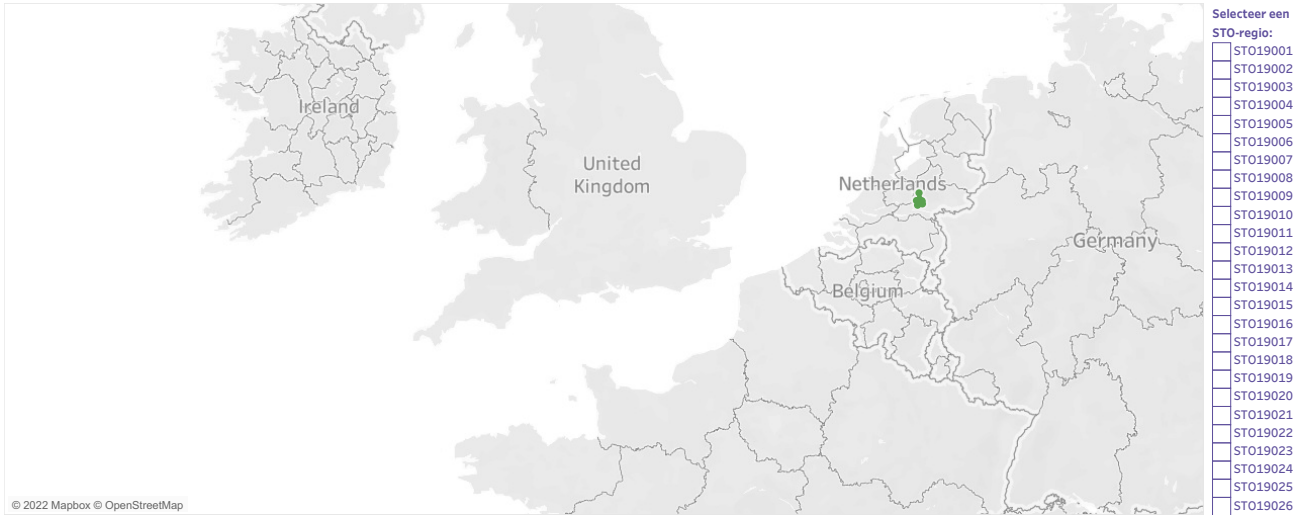 Ireland
United
Kingdom
Netherlands
Germany
Belgium
© 2022 Mapbox © OpenStreetMap
Selecteer een
STO-regio:
STO19001
STO19002
STO19003
STO19004
STO19005
STO19006
STO19007
STO19008
STO19009
STO19010
STO19011
STO19012
STO19013
STO19014
STO19015
STO19016
STO19017
STO19018
STO19019
STO19020
STO19021
STO19022
STO19023
STO19024
STO19025
STO19026